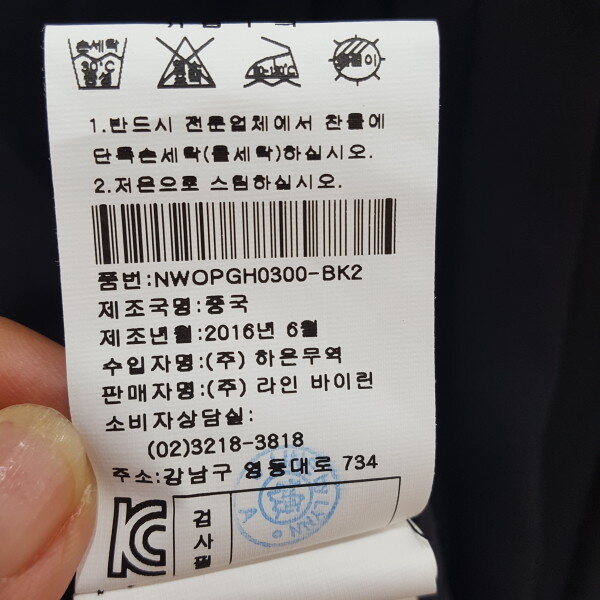 손세탁
30℃
중성
80-120℃
1.반드시 전문업체에서 찬물에
단독손세탁(물세탁)하십시오.
2.저온으로 스팀하십시오.
품번:NWOPGH0300-BK2
제조국명:중국
제조년월:2016년 6월
수입자명:(주) 하은무역
판매자명:(주) 라인 바이린
소비자상담실:
(02)3218-3818
주소:강남구 영동대로 734
검
사
필